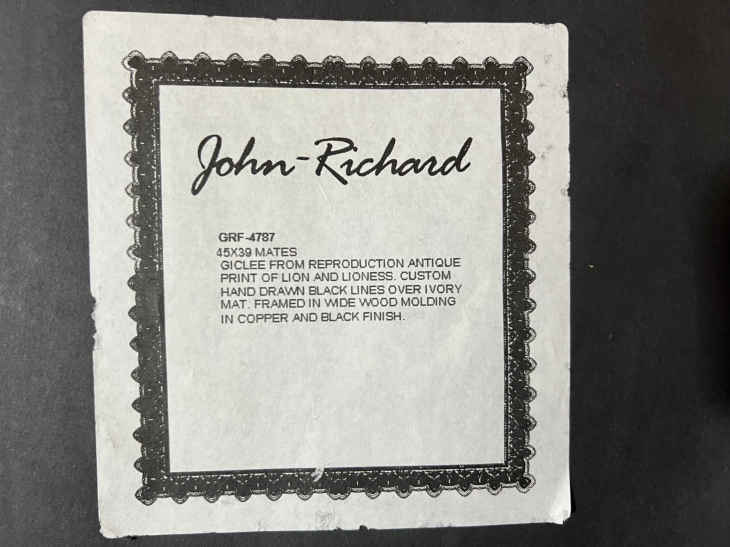 John-Richard
GRF-4787
45X39 MATES
GICLEE FROM REPRODUCTION ANTIQUE
PRINT OF LION AND LIONESS. CUSTOM
HAND DRAWN BLACK LINES OVER IVORY
MAT. FRAMED IN WIDE WOOD MOLDING
IN COPPER AND BLACK FINISH.